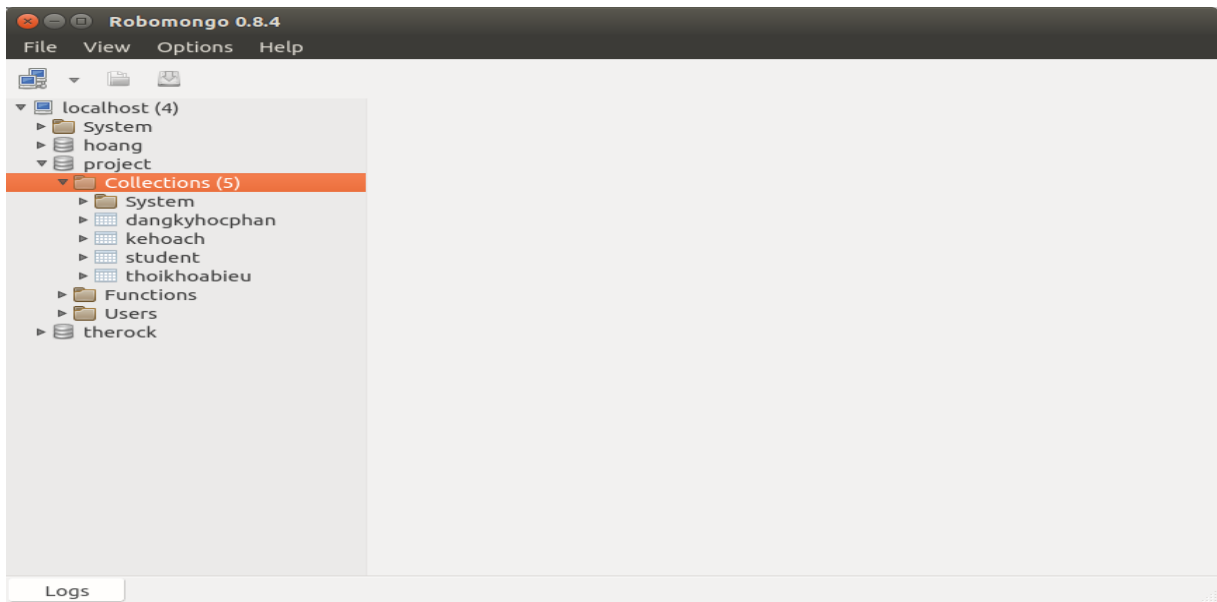 Robomongo 0.8.4
File View Options Help
localhost (4)
System
hoang
project
Collections (5)
System
dangkyhocphan
kehoach
student
thoikhoabieu
Functions
Users
therock
Logs